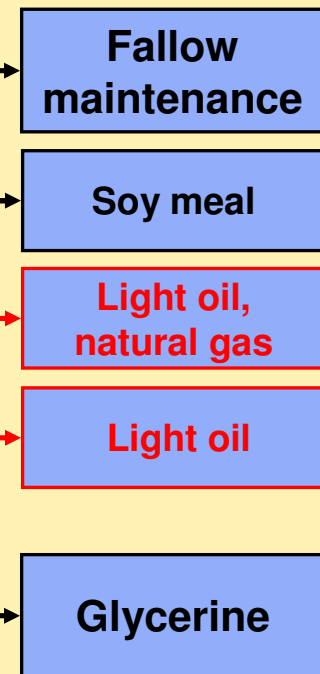 Fallow
maintenance
Soy meal
Light oil,
natural gas
Light oil
Glycerine